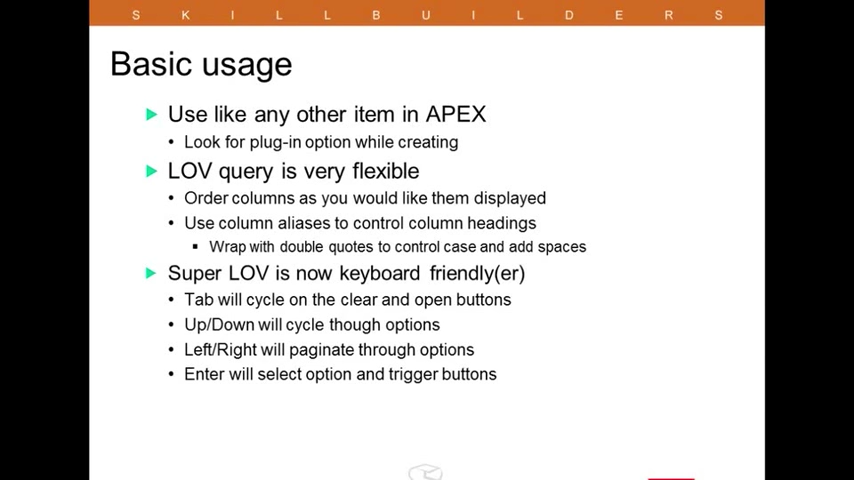 SKILLBUILDERS
Basic usage
Use like any other item in APEX
Look for plug-in option while creating
LOV query is very flexible
Order columns as you would like them displayed
Use column aliases to control column headings
Wrap with double quotes to control case and add spaces
Super LOV is now keyboard friendly(er)
Tab will cycle on the clear and open buttons
Up/Down will cycle though options
Left/Right will paginate through options
Enter will select option and trigger buttons